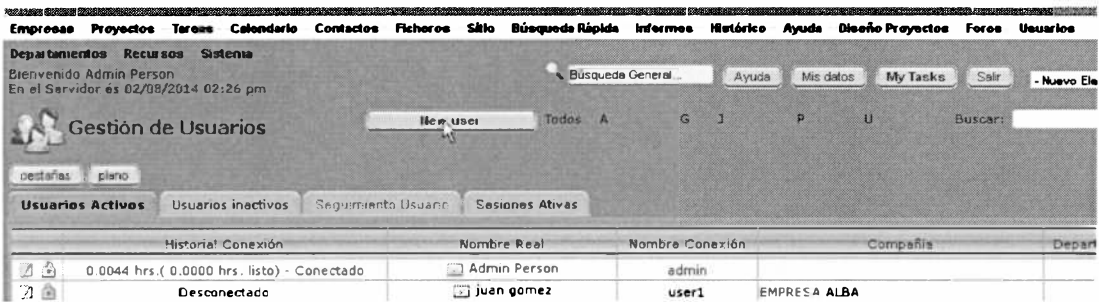 Empresas Proyectos Tareas Calendario Contactos Ficheros Sitio Búsqueda Rápida Informes Histórico Ayuda Diseño Proyectos Foros Usuarios
Departamentos Recursos Sistema
Bienvenido Admin Person
En el Servidor és 02/08/2014 02:26 pm
Búsqueda General... Ayuda Mis datos My Tasks Salir - Nuevo Ele
Gestión de Usuarios New user Todos A G J P U Buscar:
pestañas : plano
Usuarios Activos Usuarios inactivos Seguimiento Usuario Sesiones Ativas
Historial Conexión Nombre Real Nombre Conexión Compañía Depart
0.0044 hrs.( 0.0000 hrs. listo) - Conectado Admin Person admin
Desconectado juan gomez user1 EMPRESA ALBA